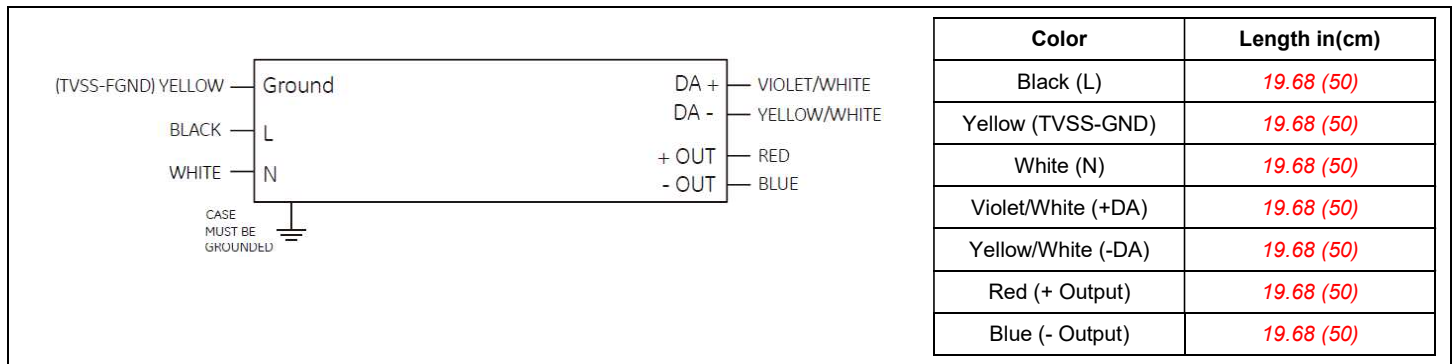 (TVSS-FGND) YELLOW
BLACK
WHITE
Ground
L
N
CASE
MUST BE
GROUNDED
DA +
DA -
+ OUT
- OUT
VIOLET/WHITE
YELLOW/WHITE
RED
BLUE
Color Length in(cm)
Black (L) 19.68 (50)
Yellow (TVSS-GND) 19.68 (50)
White (N) 19.68 (50)
Violet/White (+DA) 19.68 (50)
Yellow/White (-DA) 19.68 (50)
Red (+ Output) 19.68 (50)
Blue (- Output) 19.68 (50)